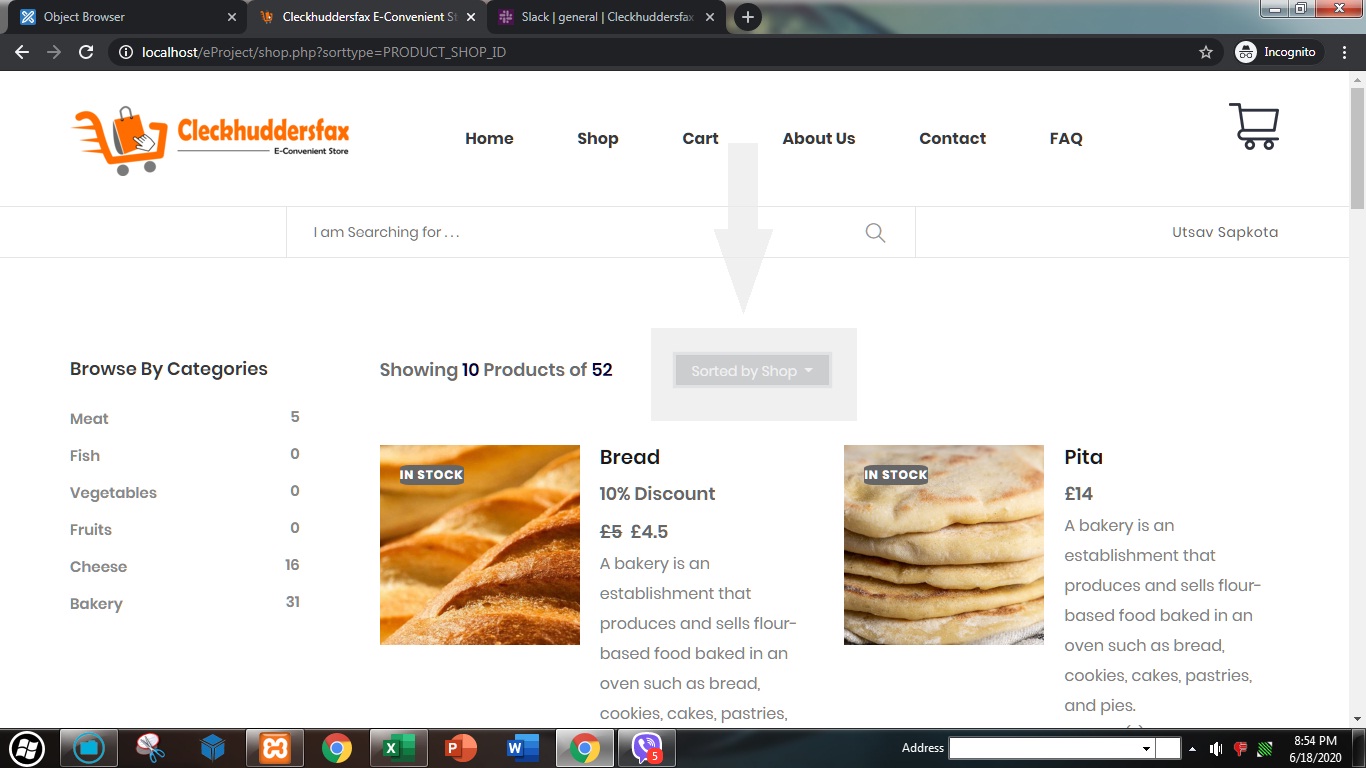 Object Browser
Cleckhuddersfax E-Convenient St
Slack | general | Cleckhuddersfax
localhost/eProject/shop.php?sorttype=PRODUCT_SHOP_ID
Incognito
Cleckhuddersfax
E-Convenient Store
Home
Shop
Cart
About Us
Contact
FAQ
I am Searching for . . .
Utsav Sapkota
Browse By Categories
Showing 10 Products of 52
Sorted by Shop
Meat 5
Fish 0
Vegetables 0
Fruits 0
Cheese 16
Bakery 31
IN STOCK
Bread
10% Discount
£5 £4.5
A bakery is an
establishment that
produces and sells flour-
based food baked in an
oven such as bread,
cookies, cakes, pastries,
IN STOCK
Pita
£14
A bakery is an
establishment that
produces and sells flour-
based food baked in an
oven such as bread,
cookies, cakes, pastries,
and pies.
Address
5
8:54 PM
6/18/2020